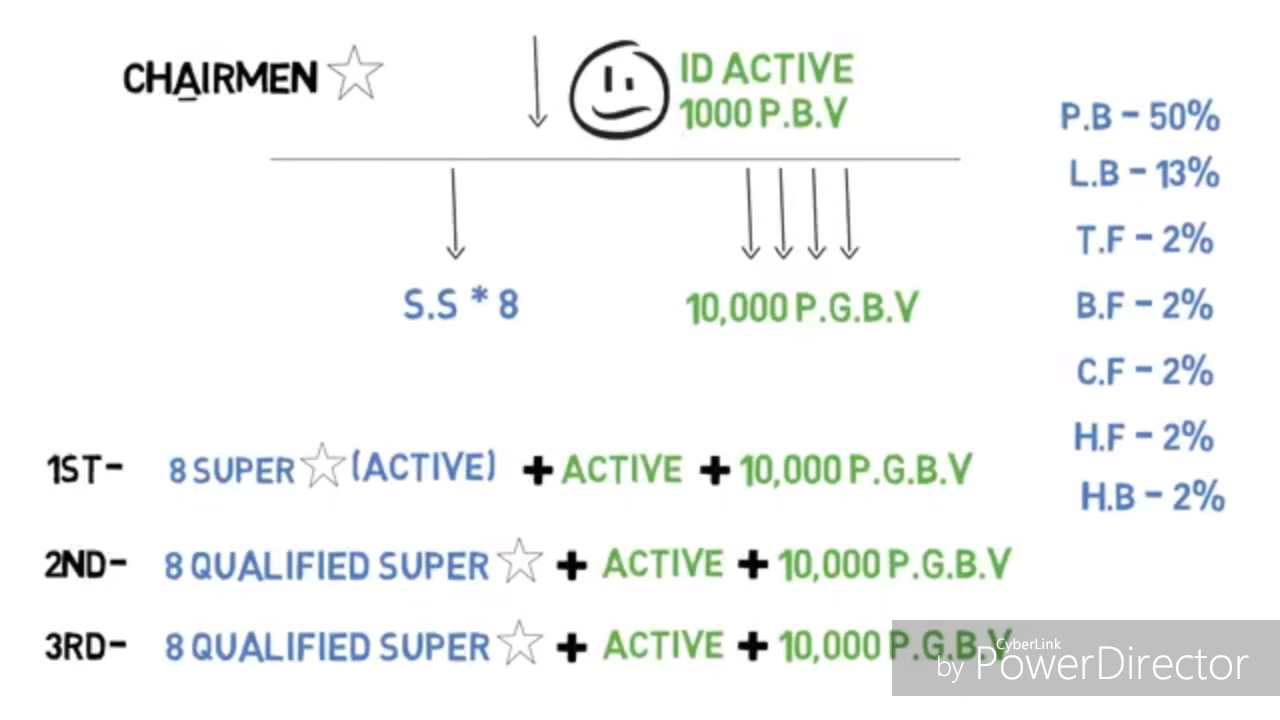 CHAIRMEN
ID ACTIVE
1000 P.B.V
P.B - 50%
L.B - 13%
T.F - 2%
B.F - 2%
C.F - 2%
H.F - 2%
H.B - 2%
S.S * 8
10,000 P.G.B.V
1ST- 8 SUPER (ACTIVE) + ACTIVE + 10,000 P.G.B.V
2ND- 8 QUALIFIED SUPER + ACTIVE + 10,000 P.G.B.V
3RD- 8 QUALIFIED SUPER + ACTIVE + 10,000 P.G.B.V
CyberLink
by PowerDirector